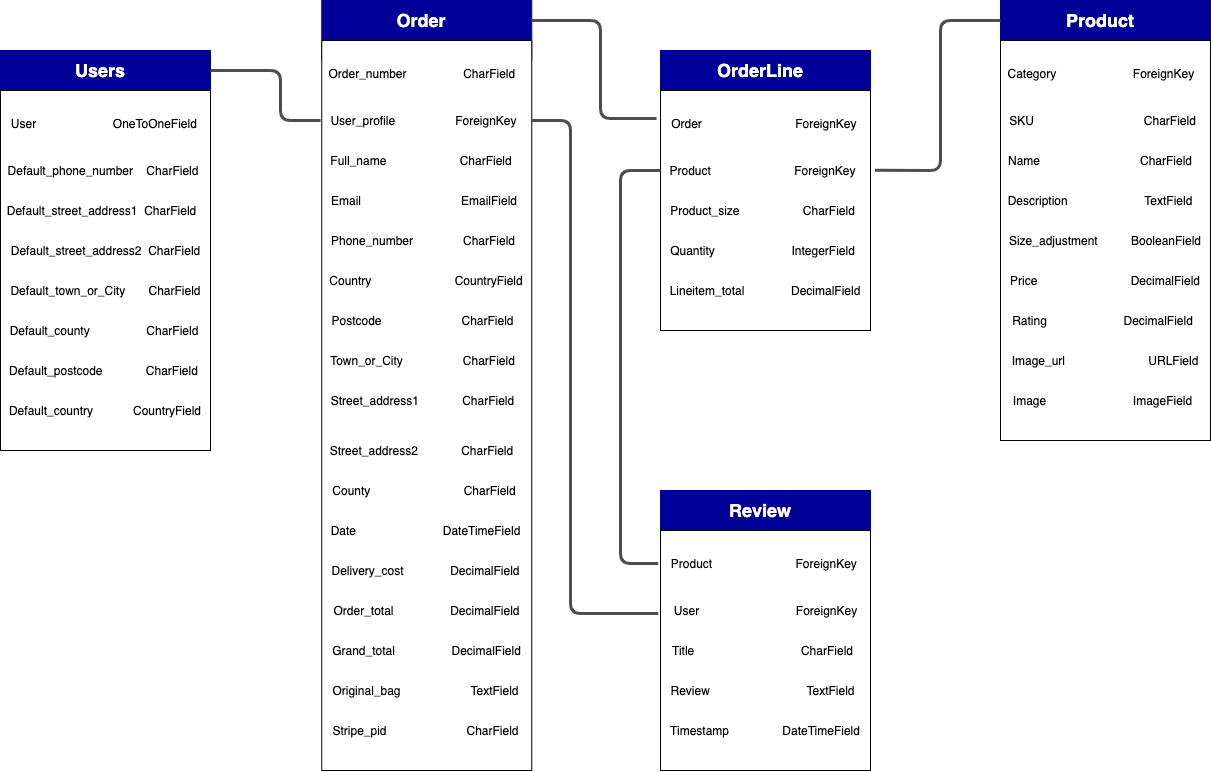 Users
User OneToOneField
Default_phone_number CharField
Default_street_address1 CharField
Default_street_address2 CharField
Default_town_or_City CharField
Default_county CharField
Default_postcode CharField
Default_country CountryField
Order
Order_number CharField
User_profile ForeignKey
Full_name CharField
Email EmailField
Phone_number CharField
Country CountryField
Postcode CharField
Town_or_City CharField
Street_address1 CharField
Street_address2 CharField
County CharField
Date DateTimeField
Delivery_cost DecimalField
Order_total DecimalField
Grand_total DecimalField
Original_bag TextField
Stripe_pid CharField
OrderLine
Order ForeignKey
Product ForeignKey
Product_size CharField
Quantity IntegerField
Lineitem_total DecimalField
Review
Product ForeignKey
User ForeignKey
Title CharField
Review TextField
Timestamp DateTimeField
Product
Category ForeignKey
SKU CharField
Name CharField
Description TextField
Size_adjustment BooleanField
Price DecimalField
Rating DecimalField
Image_url URLField
Image ImageField